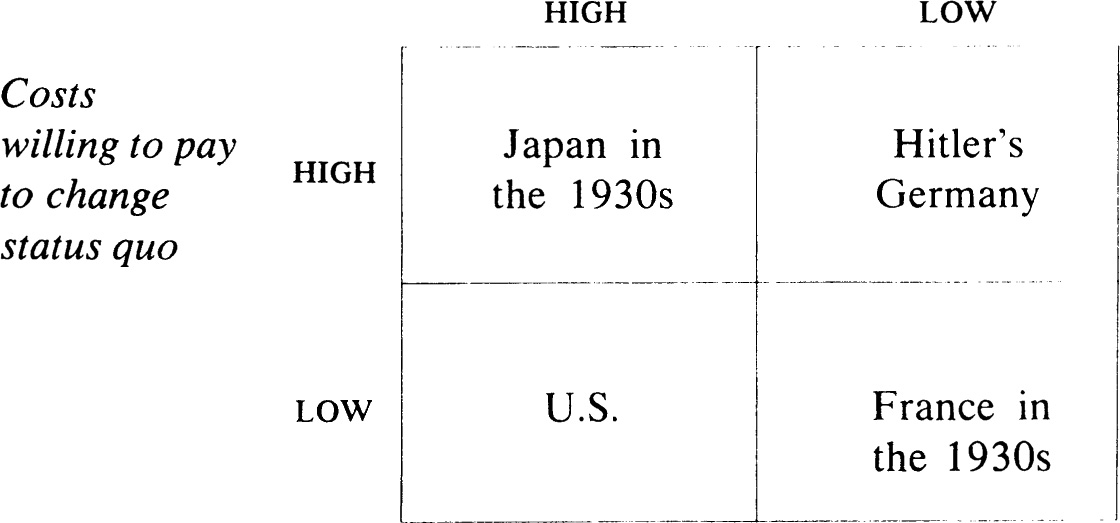 HIGH LOW
Costs
willing to pay
to change
status quo
HIGH
Japan in
the 1930s
Hitler's
Germany
LOW
U.S.
France in
the 1930s